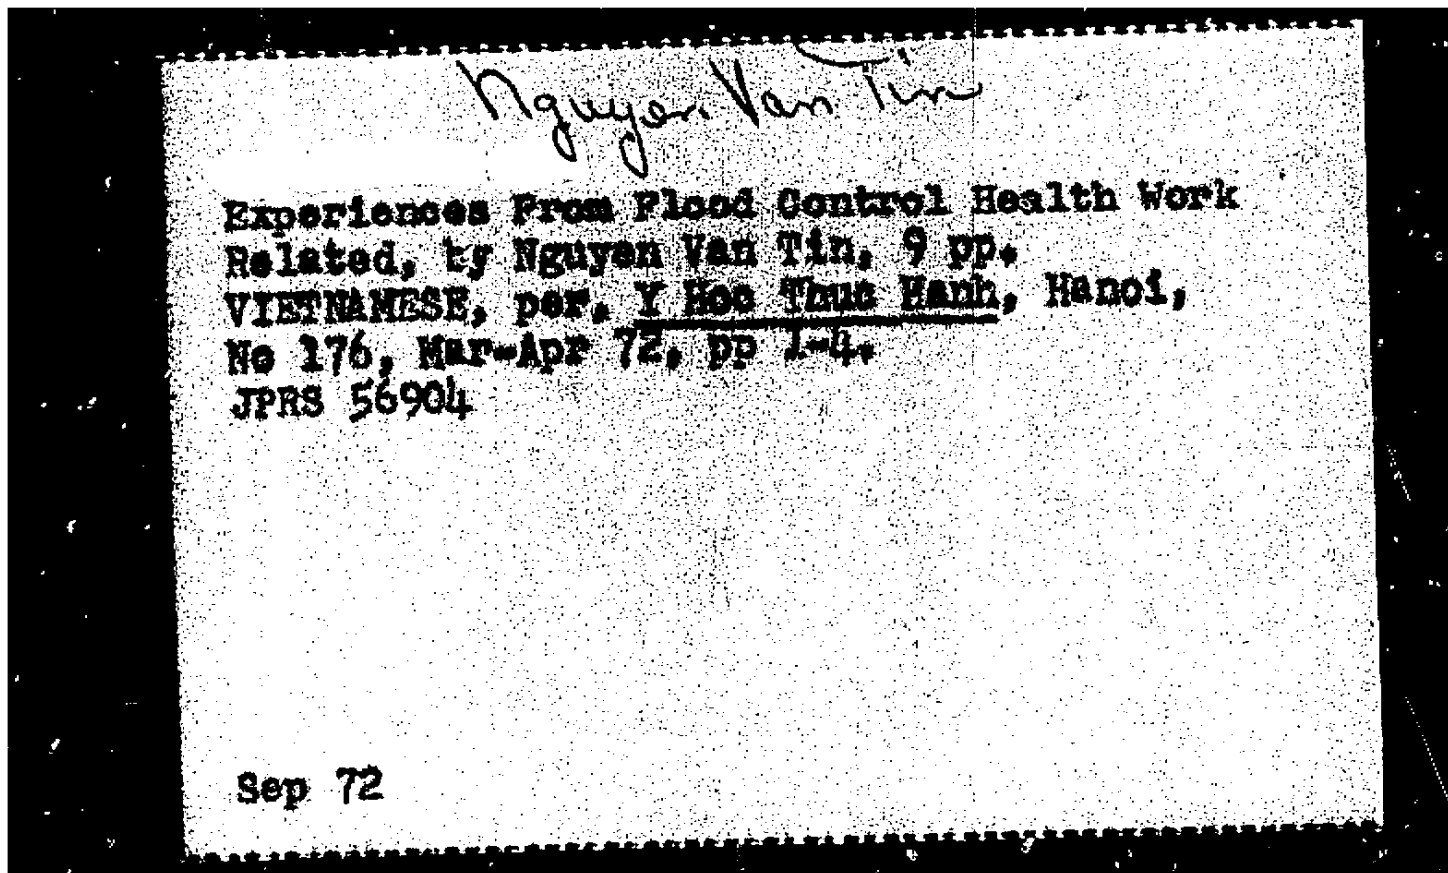 Nguyen Van Tin
Experiences From Flood Control Health Work
Related, by Nguyen Van Tin, 9 pp.
VIETNAMESE, per, Y Hoc Thuc Hanh, Hanoi,
No 176, Mar-Apr 72, pp 1-4.
JPRS 56904
Sep 72